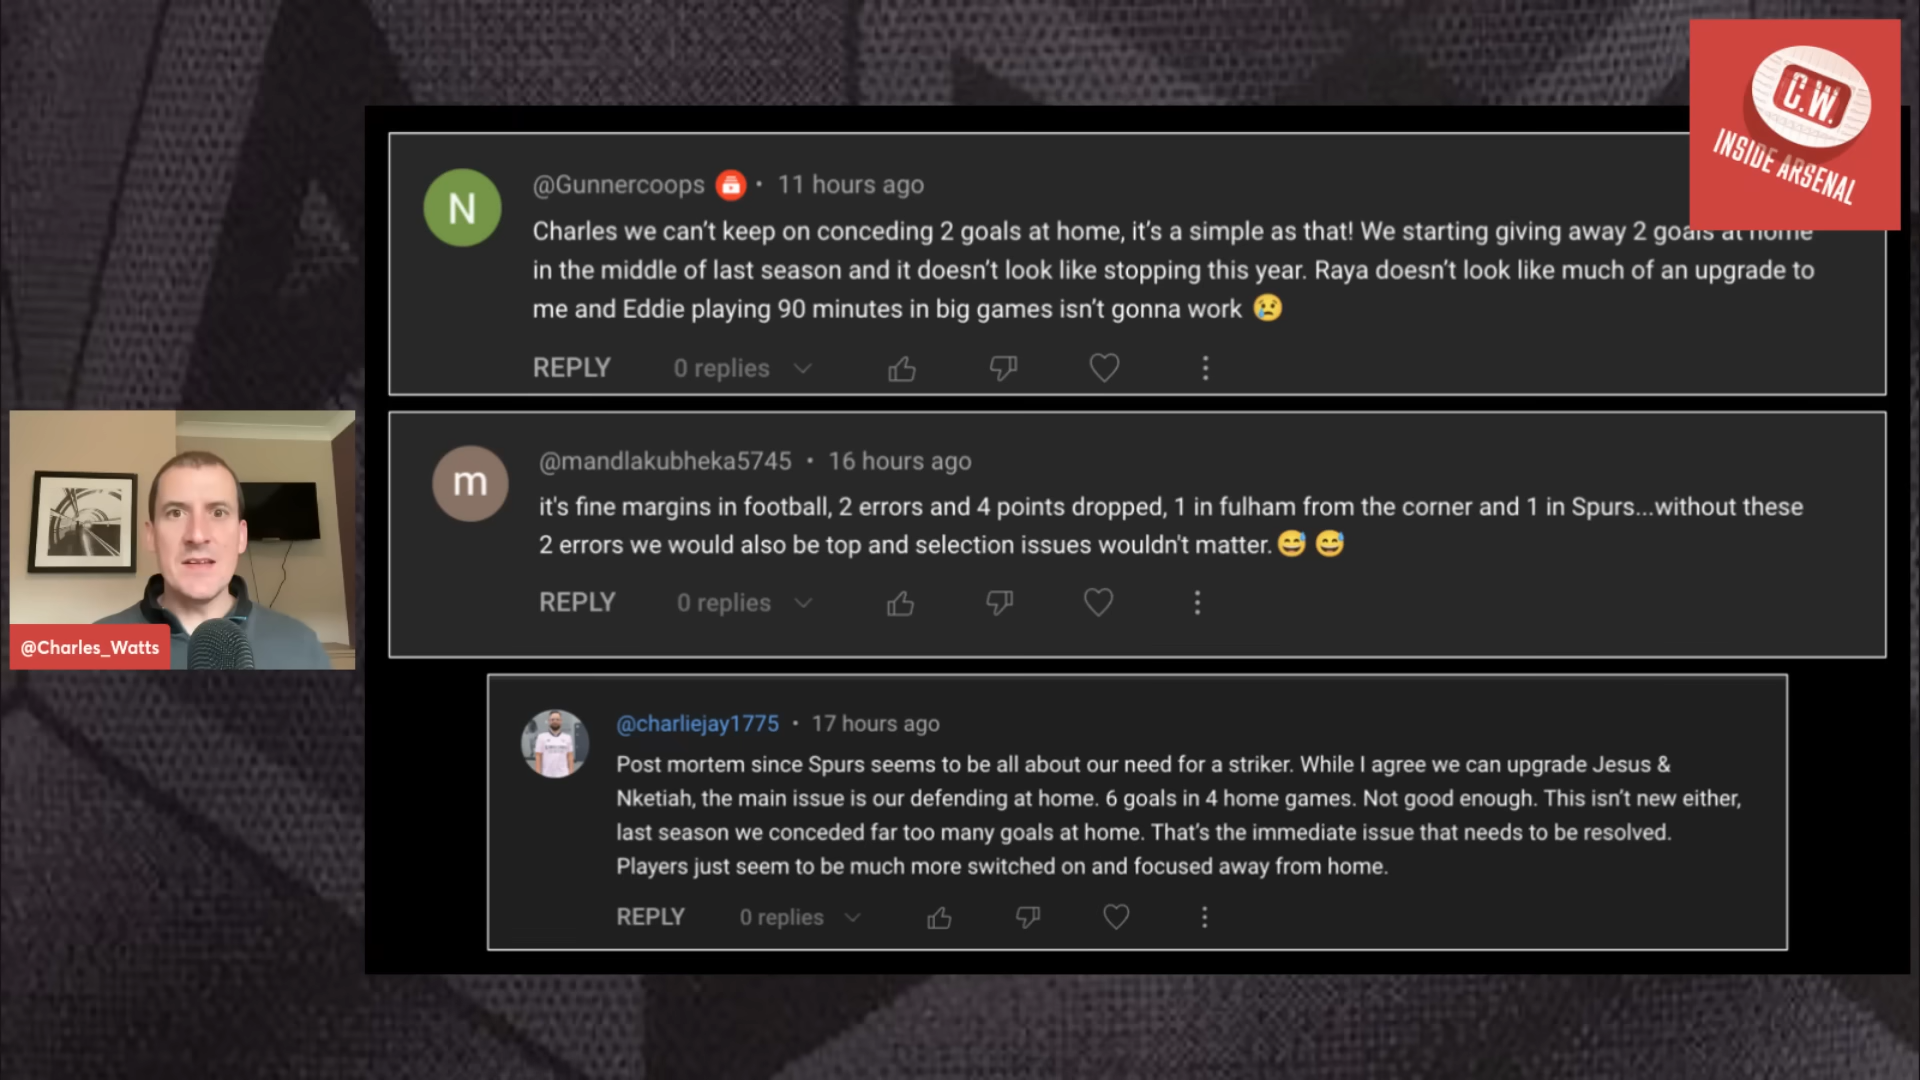 C.W.
INSIDE ARSENAL
N
@Gunnercoops • 11 hours ago
Charles we can’t keep on conceding 2 goals at home, it’s a simple as that! We starting giving away 2 goals at home
in the middle of last season and it doesn’t look like stopping this year. Raya doesn’t look like much of an upgrade to
me and Eddie playing 90 minutes in big games isn’t gonna work 😢
REPLY 0 replies
m
@mandlakubheka5745 • 16 hours ago
it's fine margins in football, 2 errors and 4 points dropped, 1 in fulham from the corner and 1 in Spurs...without these
2 errors we would also be top and selection issues wouldn't matter. 😅 😅
REPLY 0 replies
@Charles_Watts
@charliejay1775 • 17 hours ago
Post mortem since Spurs seems to be all about our need for a striker. While I agree we can upgrade Jesus &
Nketiah, the main issue is our defending at home. 6 goals in 4 home games. Not good enough. This isn’t new either,
last season we conceded far too many goals at home. That’s the immediate issue that needs to be resolved.
Players just seem to be much more switched on and focused away from home.
REPLY 0 replies